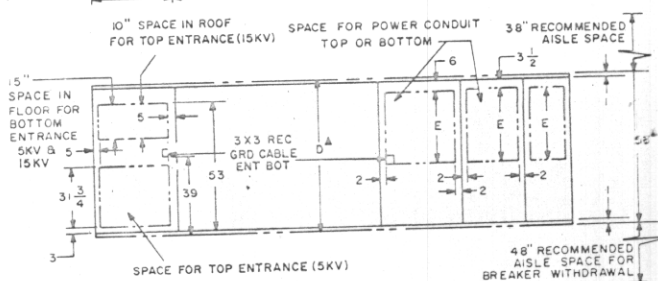 10" SPACE IN ROOF
FOR TOP ENTRANCE (15KV)
SPACE FOR POWER CONDUIT
TOP OR BOTTOM
38" RECOMMENDED
AISLE SPACE
15"
SPACE IN
FLOOR FOR
BOTTOM
ENTRANCE
5KV &
15KV
5
5
6
3 1/2
3X3 REC
GRD CABLE
ENT BOT
D
E
E
E
53
39
31 3/4
3
2
2
2
2
2
SPACE FOR TOP ENTRANCE (5KV)
48" RECOMMENDED
AISLE SPACE FOR
BREAKER WITHDRAWAL